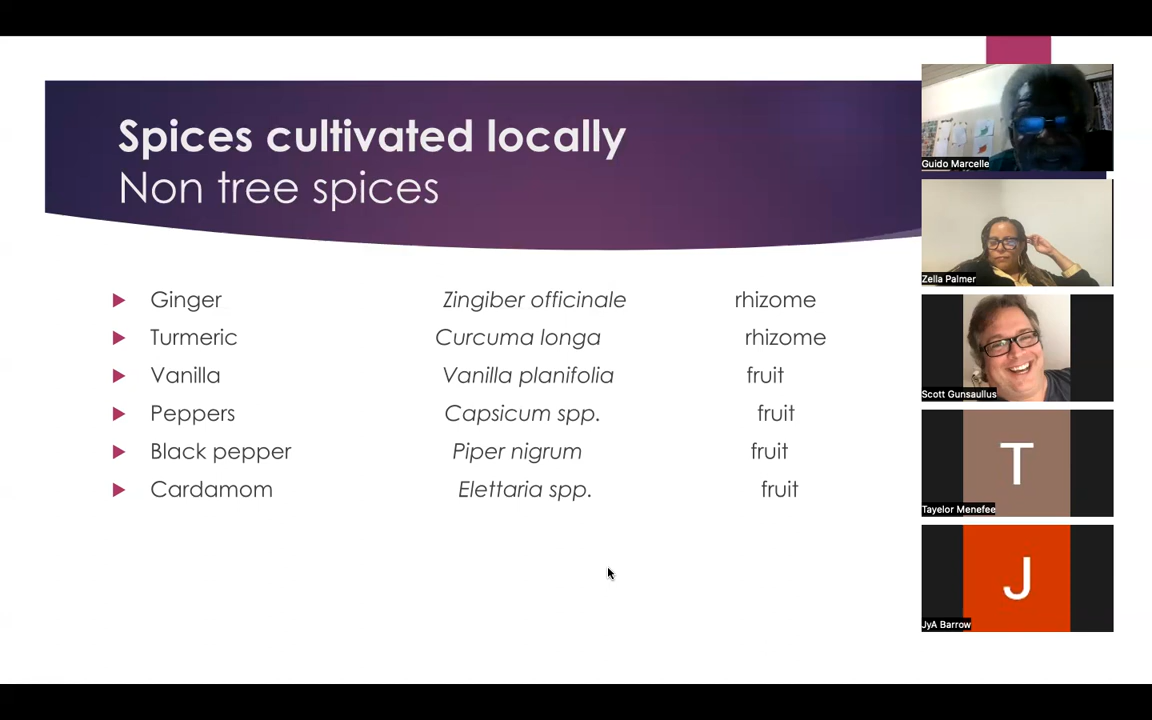 Spices cultivated locally
Non tree spices
Ginger Zingiber officinale rhizome
Turmeric Curcuma longa rhizome
Vanilla Vanilla planifolia fruit
Peppers Capsicum spp. fruit
Black pepper Piper nigrum fruit
Cardamom Elettaria spp. fruit
Guido Marcelle
Zella Palmer
Scott Gunsaullus
T
Tayelor Menefee
J
JyA Barrow